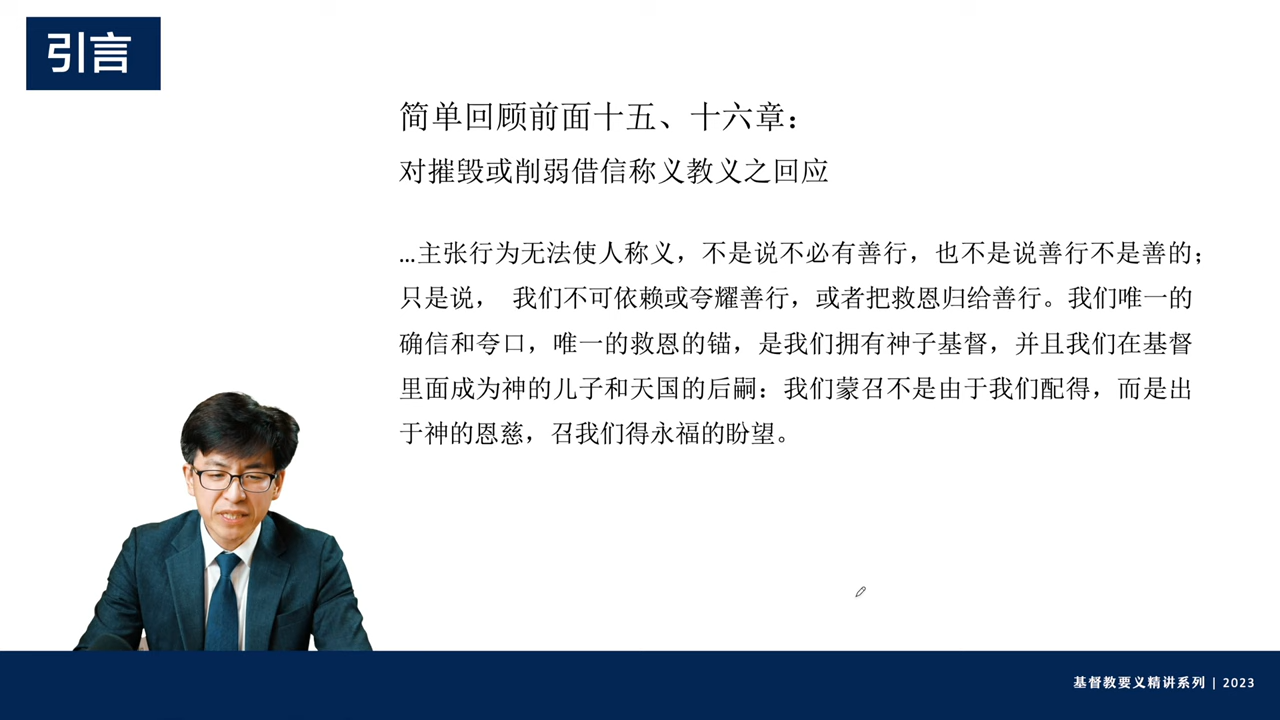 引言
简单回顾前面十五、十六章：
对摧毁或削弱借信称义教义之回应
...主张行为无法使人称义，不是说不必有善行，也不是说善行不是善的；
只是说， 我们不可依赖或夸耀善行，或者把救恩归给善行。我们唯一的
确信和夸口，唯一的救恩的锚，是我们拥有神子基督，并且我们在基督
里面成为神的儿子和天国的后嗣：我们蒙召不是由于我们配得，而是出
于神的恩慈，召我们得永福的盼望。
基督教要义精讲系列 | 2023